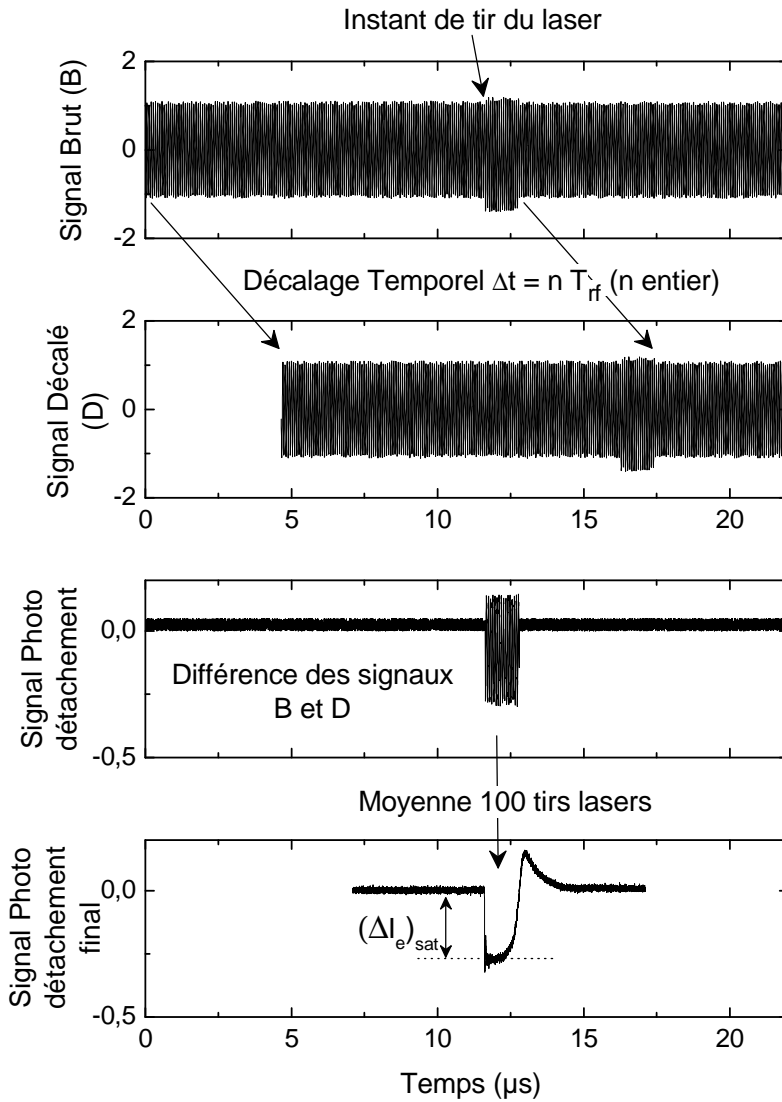 Instant de tir du laser
2
0
-2
Signal Brut (B)
Décalage Temporel Δt = n T_rf (n entier)
2
0
-2
Signal Décalé
(D)
0
5
10
15
20
0,0
-0,5
Signal Photo
détachement
Différence des signaux
B et D
Moyenne 100 tirs lasers
0,0
-0,5
Signal Photo
détachement
final
(ΔI_e)_sat
0
5
10
15
20
Temps (µs)